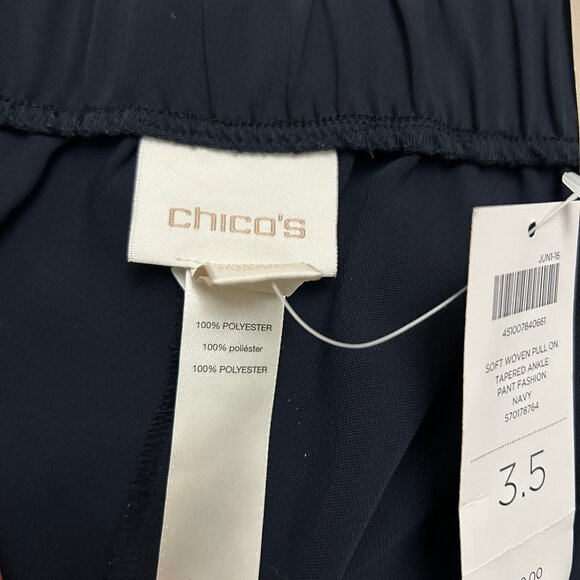 chico's
100% POLYESTER
100% poliéster
100% POLYESTER
JUN1-16
451007840661
SOFT WOVEN PULL ON
TAPERED ANKLE
PANT FASHION
NAVY
570178764
3.5